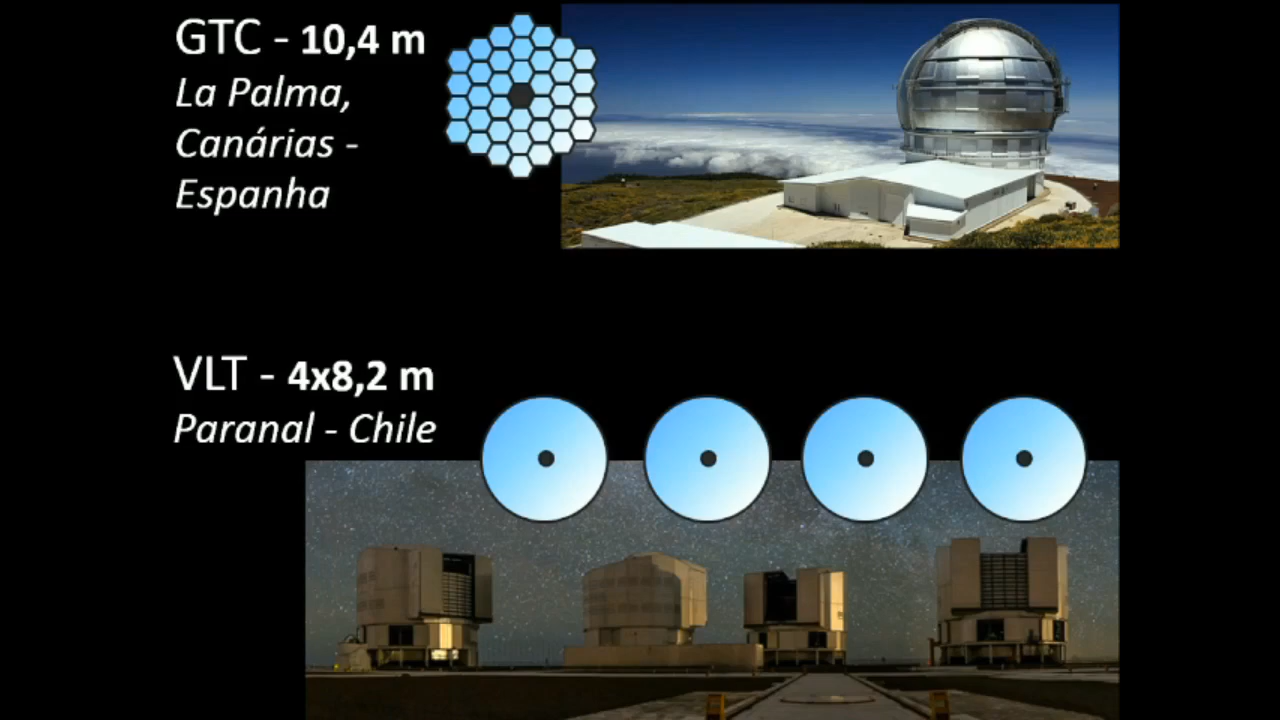 GTC - 10,4 m
La Palma,
Canárias -
Espanha
VLT - 4x8,2 m
Paranal - Chile